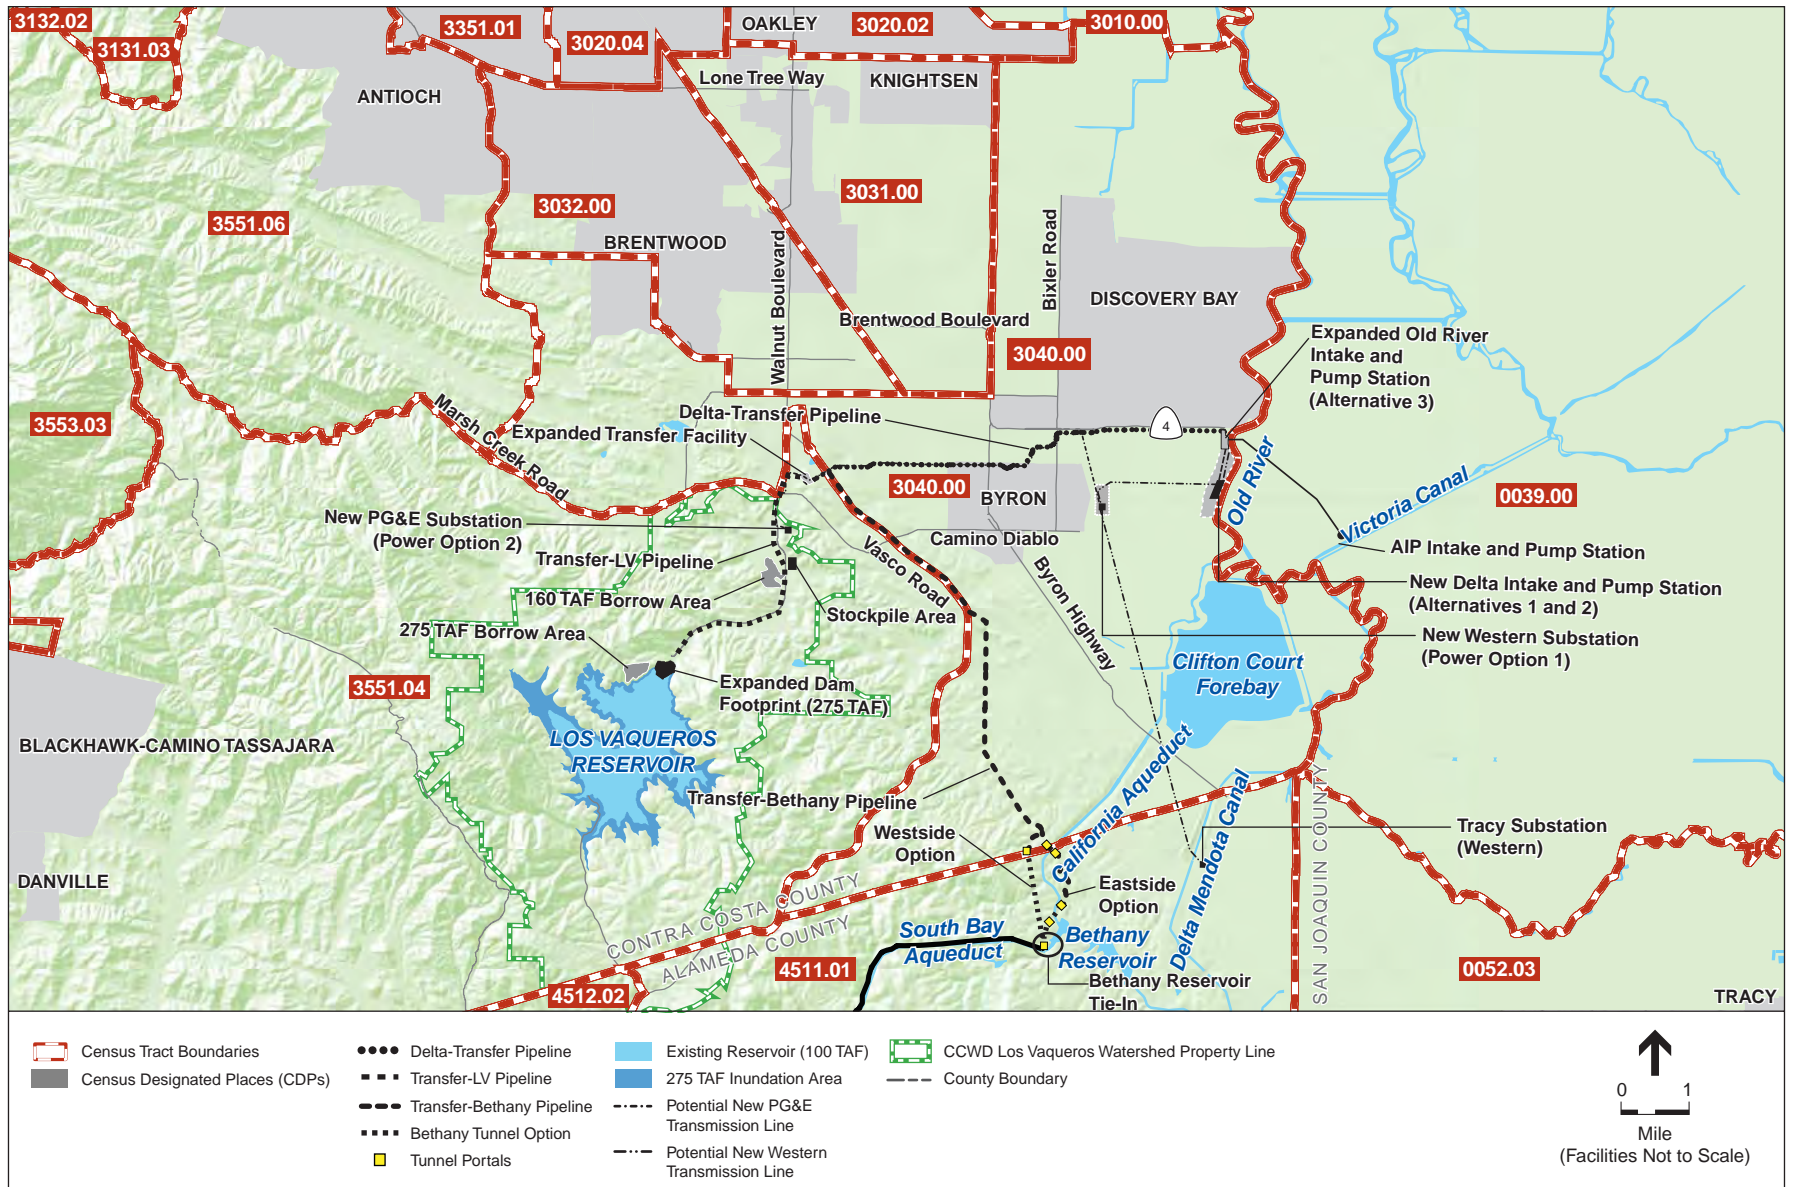 3132.02
3131.03
3351.01
3020.04
OAKLEY
3020.02
3010.00
ANTIOCH
Lone Tree Way
KNIGHTSEN
3551.06
3032.00
BRENTWOOD
3031.00
Walnut Boulevard
Bixler Road
DISCOVERY BAY
Brentwood Boulevard
3040.00
Expanded Old River
Intake and
Pump Station
(Alternative 3)
3553.03
Marsh Creek Road
Delta-Transfer Pipeline
Expanded Transfer Facility
4
3040.00
BYRON
Old River
Victoria Canal
0039.00
New PG&E Substation
(Power Option 2)
Transfer-LV Pipeline
Camino Diablo
Vasco Road
Byron Highway
AIP Intake and Pump Station
New Delta Intake and Pump Station
(Alternatives 1 and 2)
160 TAF Borrow Area
Stockpile Area
275 TAF Borrow Area
New Western Substation
(Power Option 1)
Clifton Court
Forebay
3551.04
Expanded Dam
Footprint (275 TAF)
BLACKHAWK-CAMINO TASSAJARA
LOS VAQUEROS
RESERVOIR
Transfer-Bethany Pipeline
California Aqueduct
Delta Mendota Canal
SAN JOAQUIN COUNTY
Westside
Option
Tracy Substation
(Western)
DANVILLE
Eastside
Option
CONTRA COSTA COUNTY
ALAMEDA COUNTY
South Bay
Aqueduct
Bethany
Reservoir
4511.01
0052.03
Bethany Reservoir
Tie-In
4512.02
TRACY
Census Tract Boundaries
Census Designated Places (CDPs)
Delta-Transfer Pipeline
Transfer-LV Pipeline
Transfer-Bethany Pipeline
Bethany Tunnel Option
Tunnel Portals
Existing Reservoir (100 TAF)
275 TAF Inundation Area
Potential New PG&E
Transmission Line
Potential New Western
Transmission Line
CCWD Los Vaqueros Watershed Property Line
County Boundary
0 1
Mile
(Facilities Not to Scale)